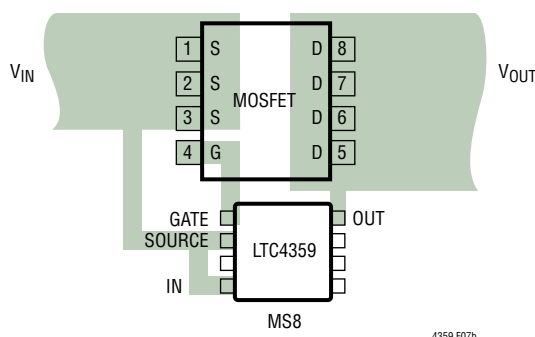 1 S D 8
VIN VOUT
2 S D 7
MOSFET
3 S D 6
4 G D 5
GATE OUT
SOURCE
LTC4359
IN
MS8
4359 F07b